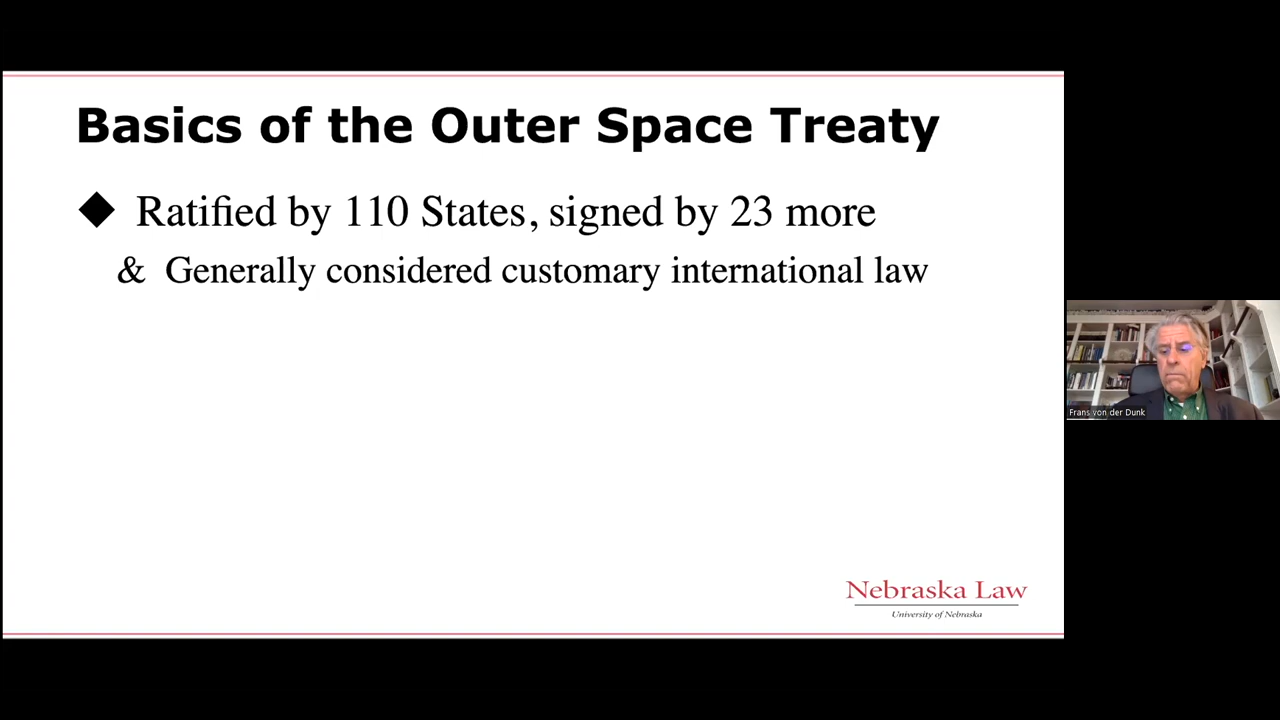 Basics of the Outer Space Treaty
◆ Ratified by 110 States, signed by 23 more
& Generally considered customary international law
Nebraska Law
University of Nebraska
Frans von der Dunk